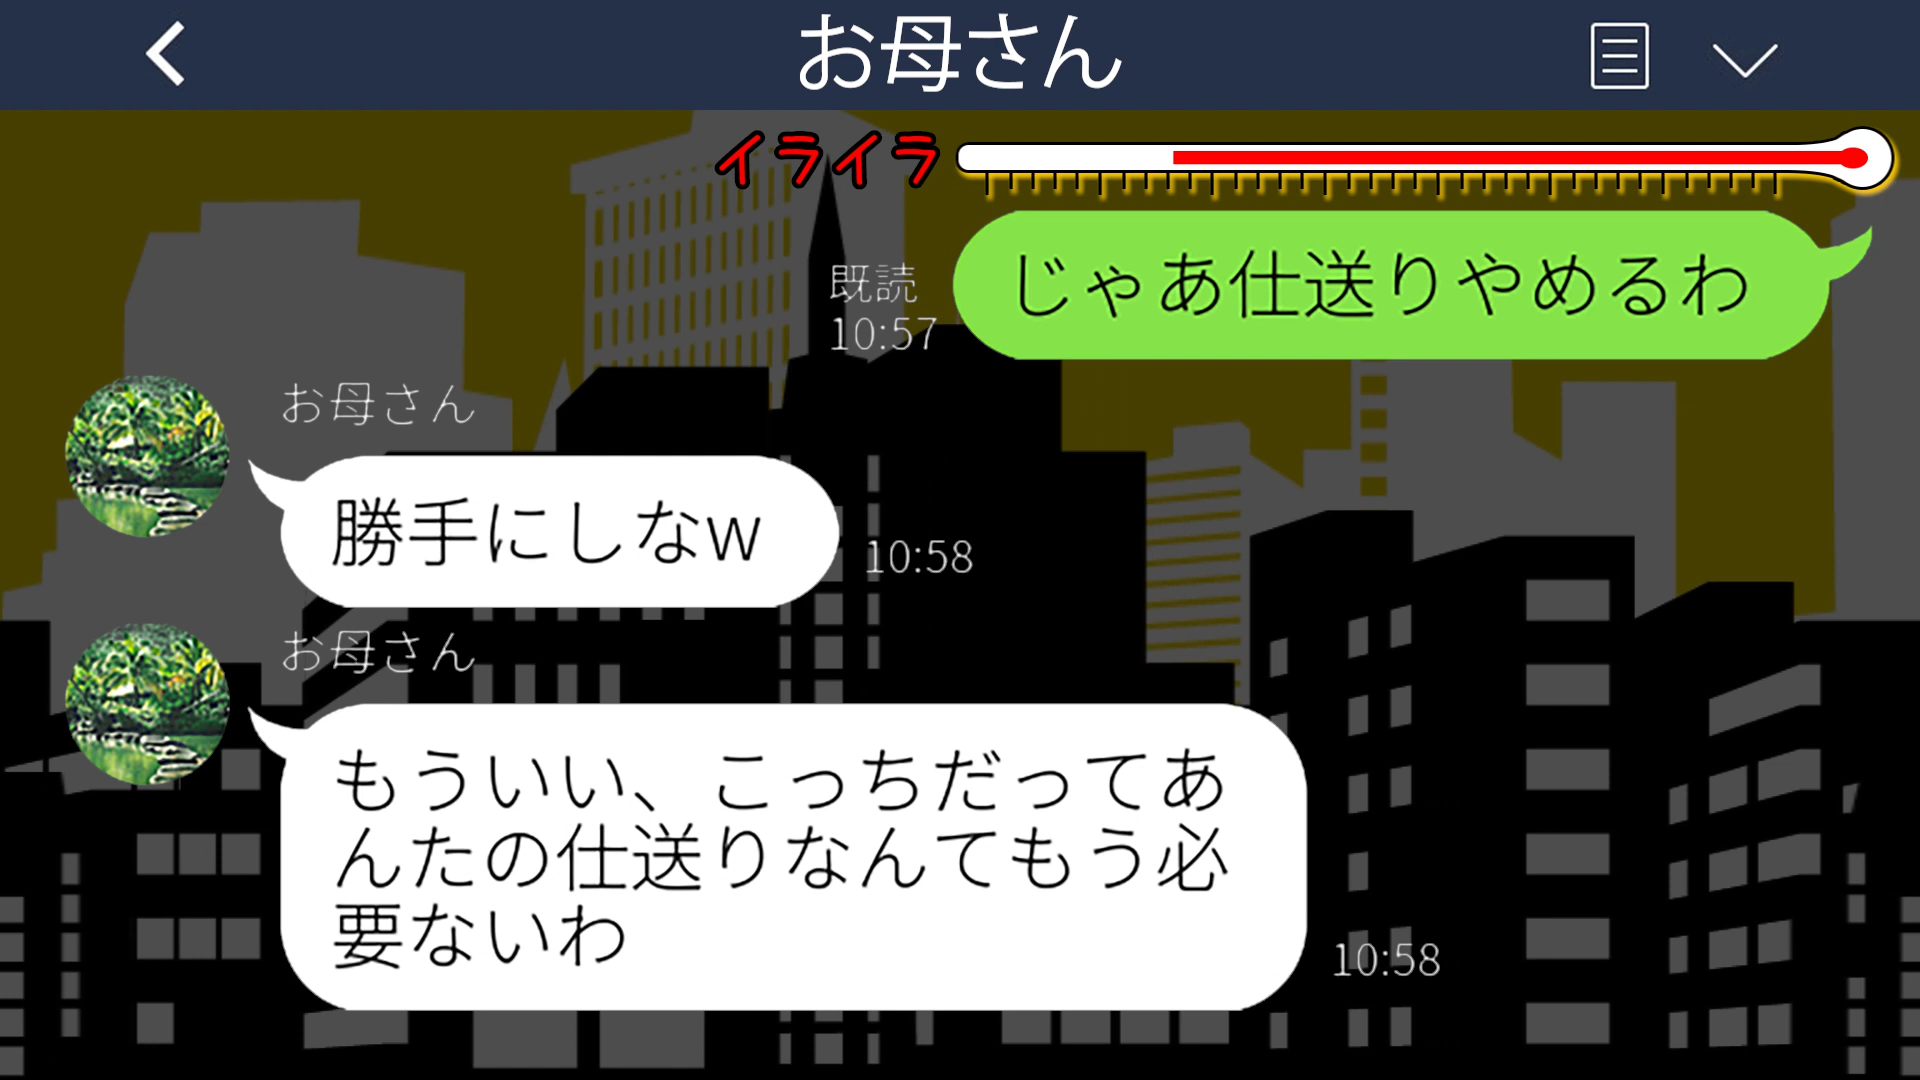 お母さん
イライラ
じゃあ仕送りやめるわ
既読
10:57
お母さん
勝手にしなw
10:58
お母さん
もういい、こっちだってあ
んたの仕送りなんてもう必
要ないわ
10:58